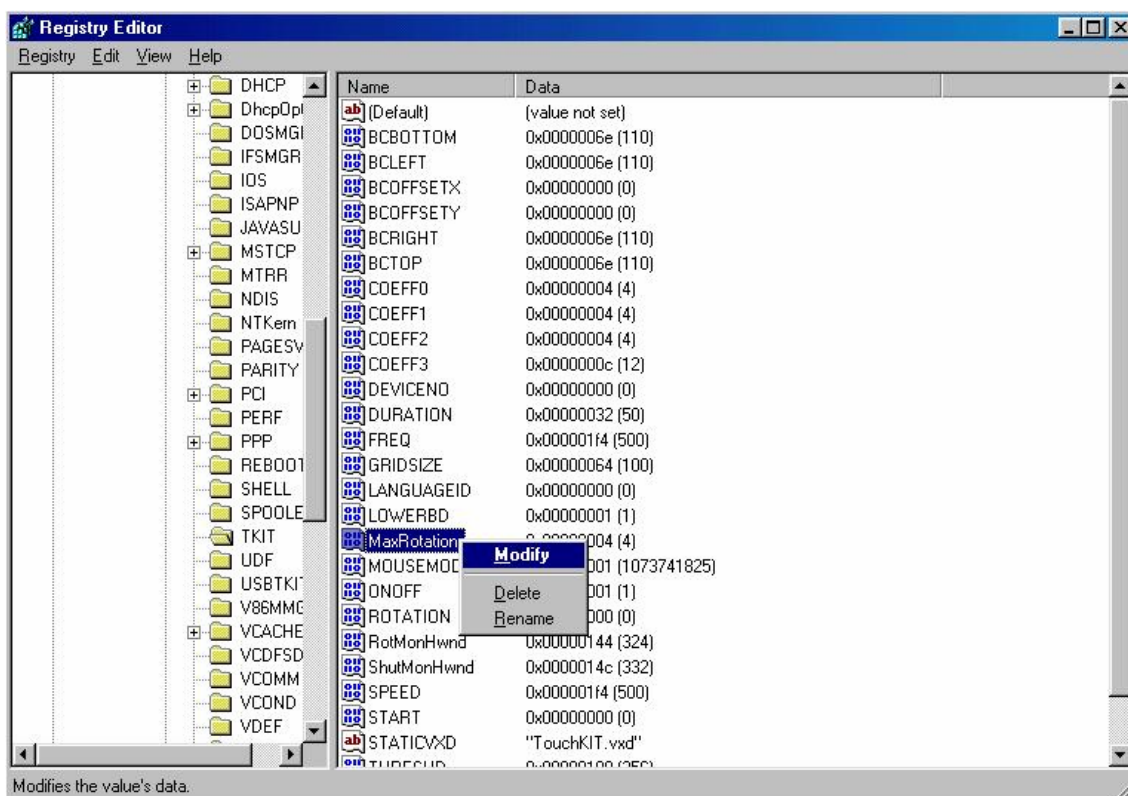 Registry Editor
Registry Edit View Help
DHCP
DhcpOpt
DOSMG
IFSMGR
IOS
ISAPNP
JAVASU
MSTCP
MTRR
NDIS
NTKern
PAGESV
PARITY
PCI
PERF
PPP
REBOOT
SHELL
SPOOLE
TKIT
UDF
USBTKI
V86MMG
VCACHE
VCDFSD
VCOMM
VCOND
VDEF
Name Data
(Default) (value not set)
BCBOTTOM 0x0000006e (110)
BCLEFT 0x0000006e (110)
BCOFFSETX 0x00000000 (0)
BCOFFSETY 0x00000000 (0)
BCRIGHT 0x0000006e (110)
BCTOP 0x0000006e (110)
COEFF0 0x00000004 (4)
COEFF1 0x00000004 (4)
COEFF2 0x00000004 (4)
COEFF3 0x0000000c (12)
DEVICENO 0x00000000 (0)
DURATION 0x00000032 (50)
FREQ 0x000001f4 (500)
GRIDSIZE 0x00000064 (100)
LANGUAGEID 0x00000000 (0)
LOWERBD 0x00000001 (1)
MaxRotation 004 (4)
MOUSEMOD 001 (1073741825)
ONOFF 001 (1)
ROTATION 000 (0)
RotMonHwnd 0x00000144 (324)
ShutMonHwnd 0x0000014c (332)
SPEED 0x000001f4 (500)
START 0x00000000 (0)
STATICVXD "TouchKIT.vxd"
Modify
Delete
Rename
Modifies the value's data.